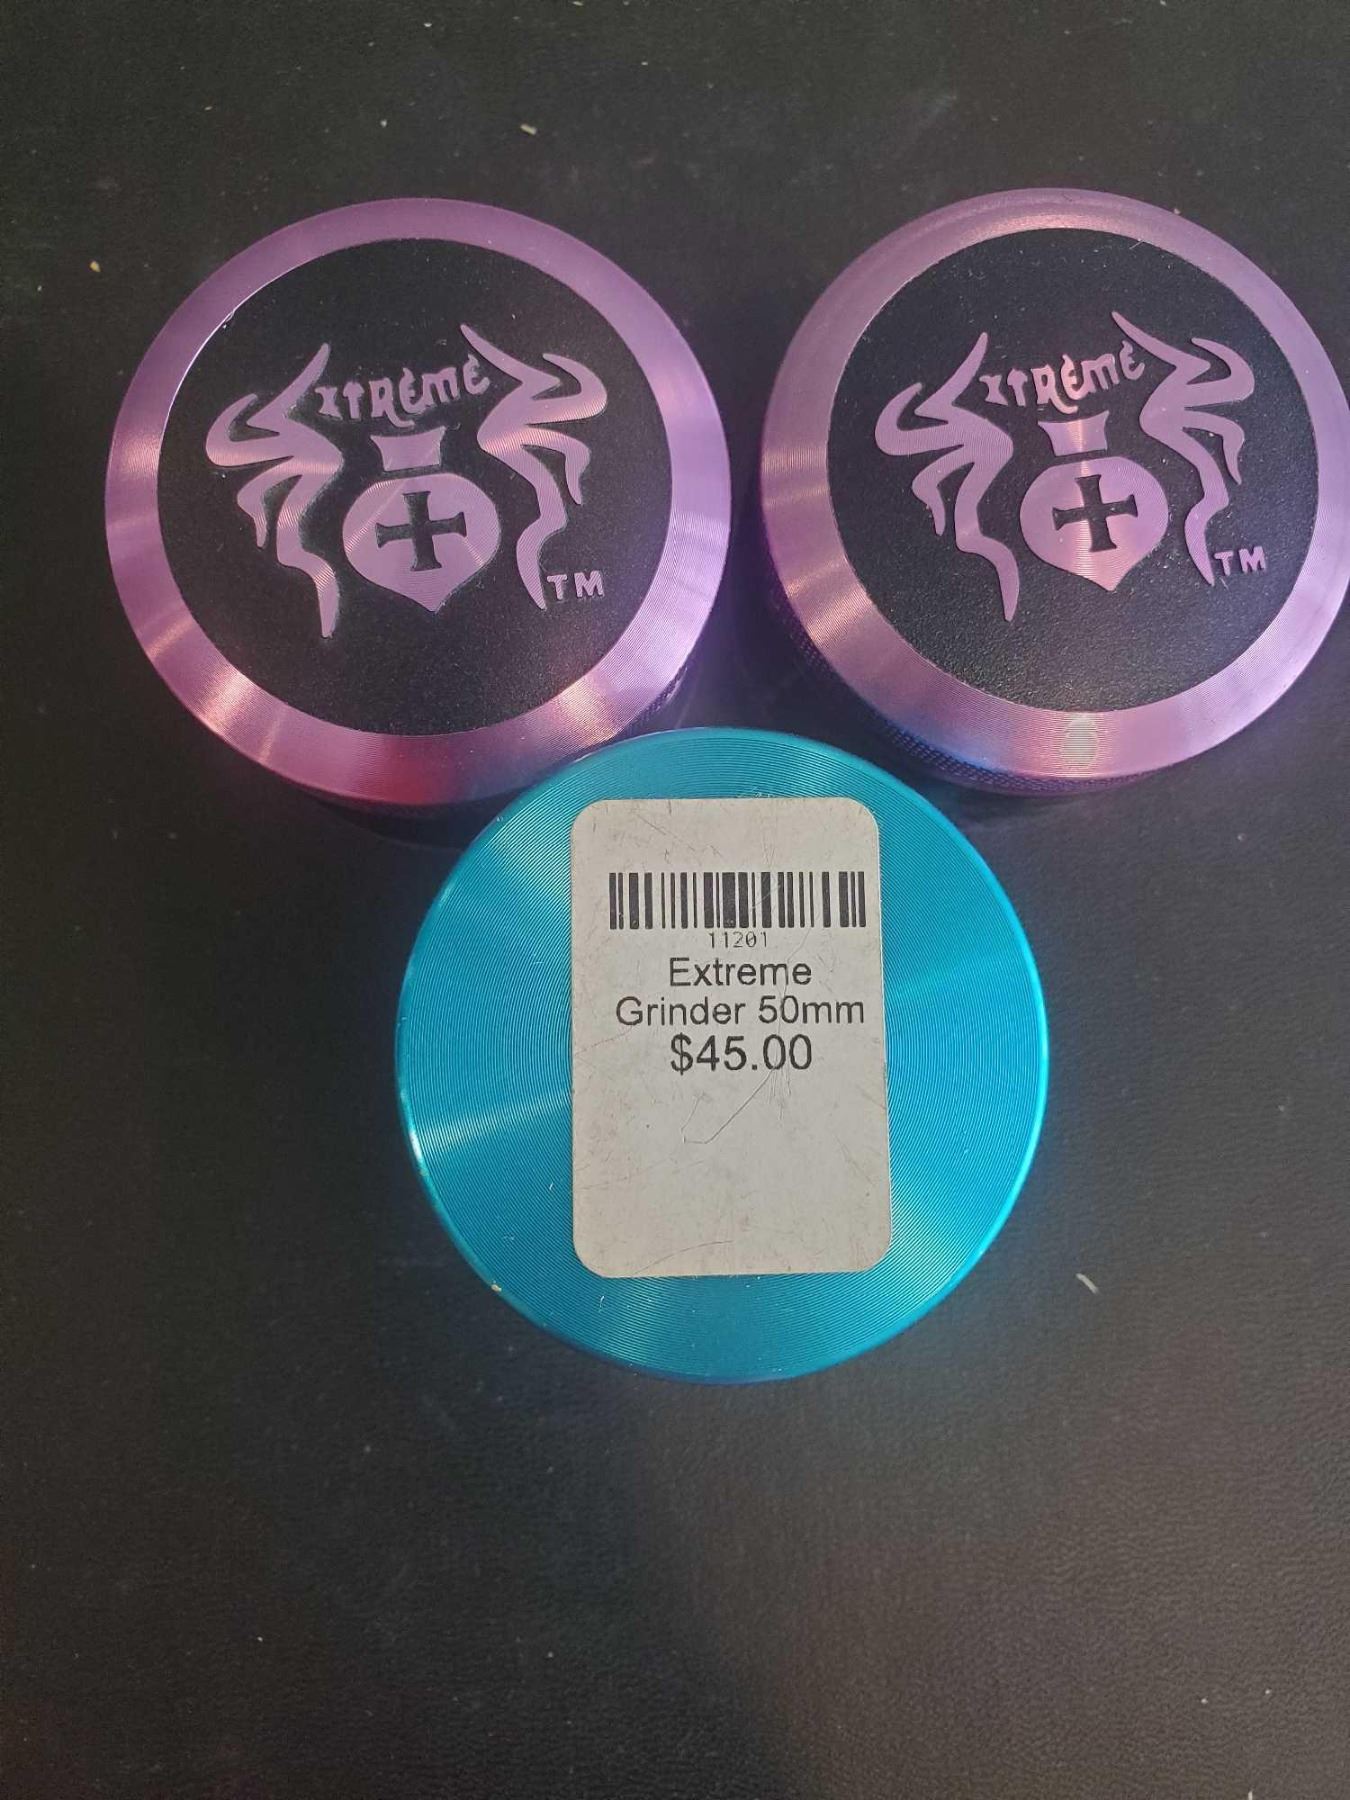 XTREME
TM
XTREME
TM
11201
Extreme
Grinder 50mm
$45.00